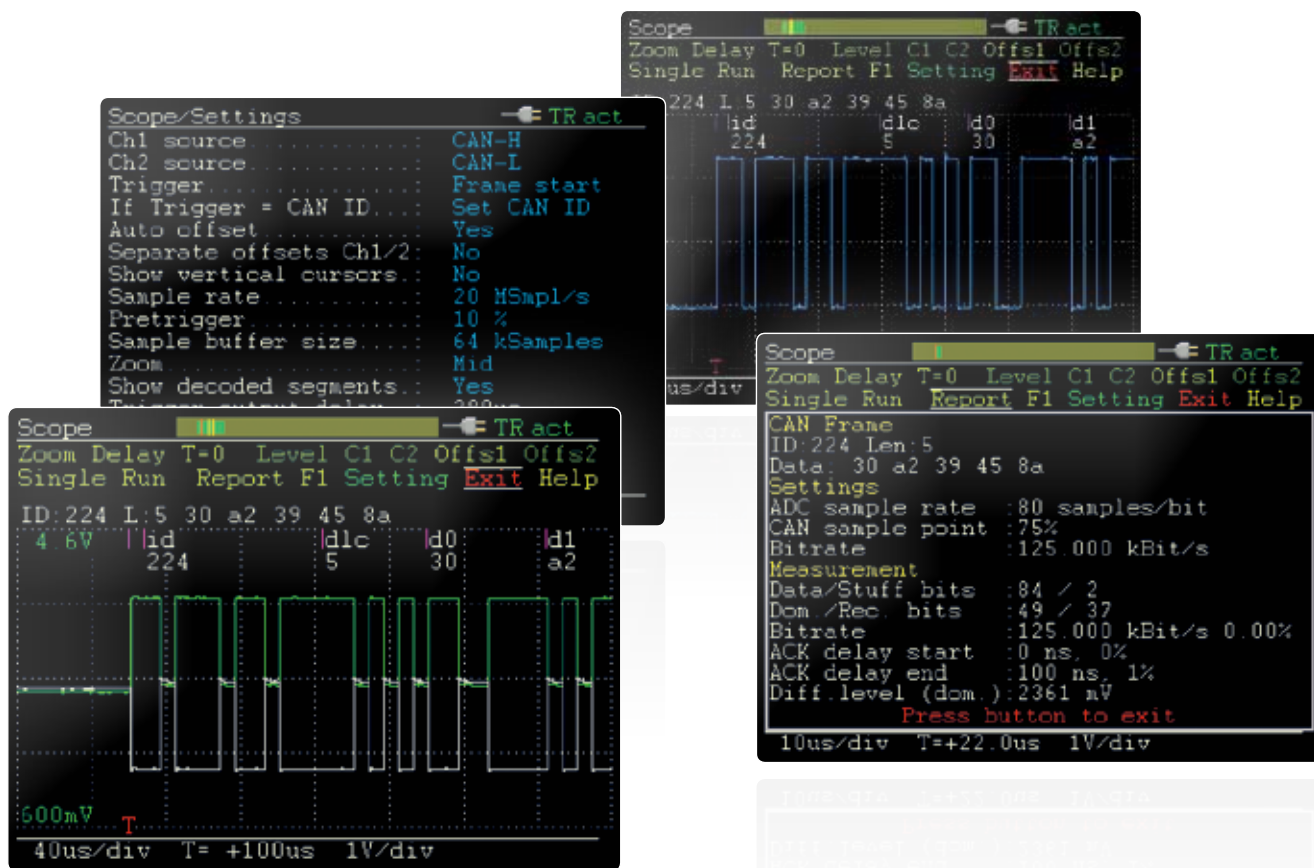 Scope TR act
Zoom Delay T=0 Level C1 C2 Offs1 Offs2
Single Run Report F1 Setting Exit Help
224 L:5 30 a2 39 45 8a
id dlc d0 d1
224 5 30 a2
us/div
Scope/Settings TR act
Ch1 source..............: CAN-H
Ch2 source..............: CAN-L
Trigger.................: Frame start
If Trigger = CAN ID...: Set CAN ID
Auto offset.............: Yes
Separate offsets Ch1/2: No
Show vertical cursors.: No
Sample rate.............: 20 MSmpl/s
Pretrigger..............: 10 %
Sample buffer size....: 64 kSamples
Zoom....................: Mid
Show decoded segments.: Yes
Scope TR act
Zoom Delay T=0 Level C1 C2 Offs1 Offs2
Single Run Report F1 Setting Exit Help
ID:224 L:5 30 a2 39 45 8a
4.6V id dlc d0 d1
224 5 30 a2
600mV T
40us/div T= +100us 1V/div
Scope TR act
Zoom Delay T=0 Level C1 C2 Offs1 Offs2
Single Run Report F1 Setting Exit Help
CAN Frame
ID:224 Len:5
Data: 30 a2 39 45 8a
Settings
ADC sample rate :80 samples/bit
CAN sample point :75%
Bitrate :125.000 kBit/s
Measurement
Data/Stuff bits :84 / 2
Dom./Rec. bits :49 / 37
Bitrate :125.000 kBit/s 0.00%
ACK delay start :0 ns, 0%
ACK delay end :100 ns, 1%
Diff.level (dom.):2361 mV
Press button to exit
10us/div T=+22.0us 1V/div